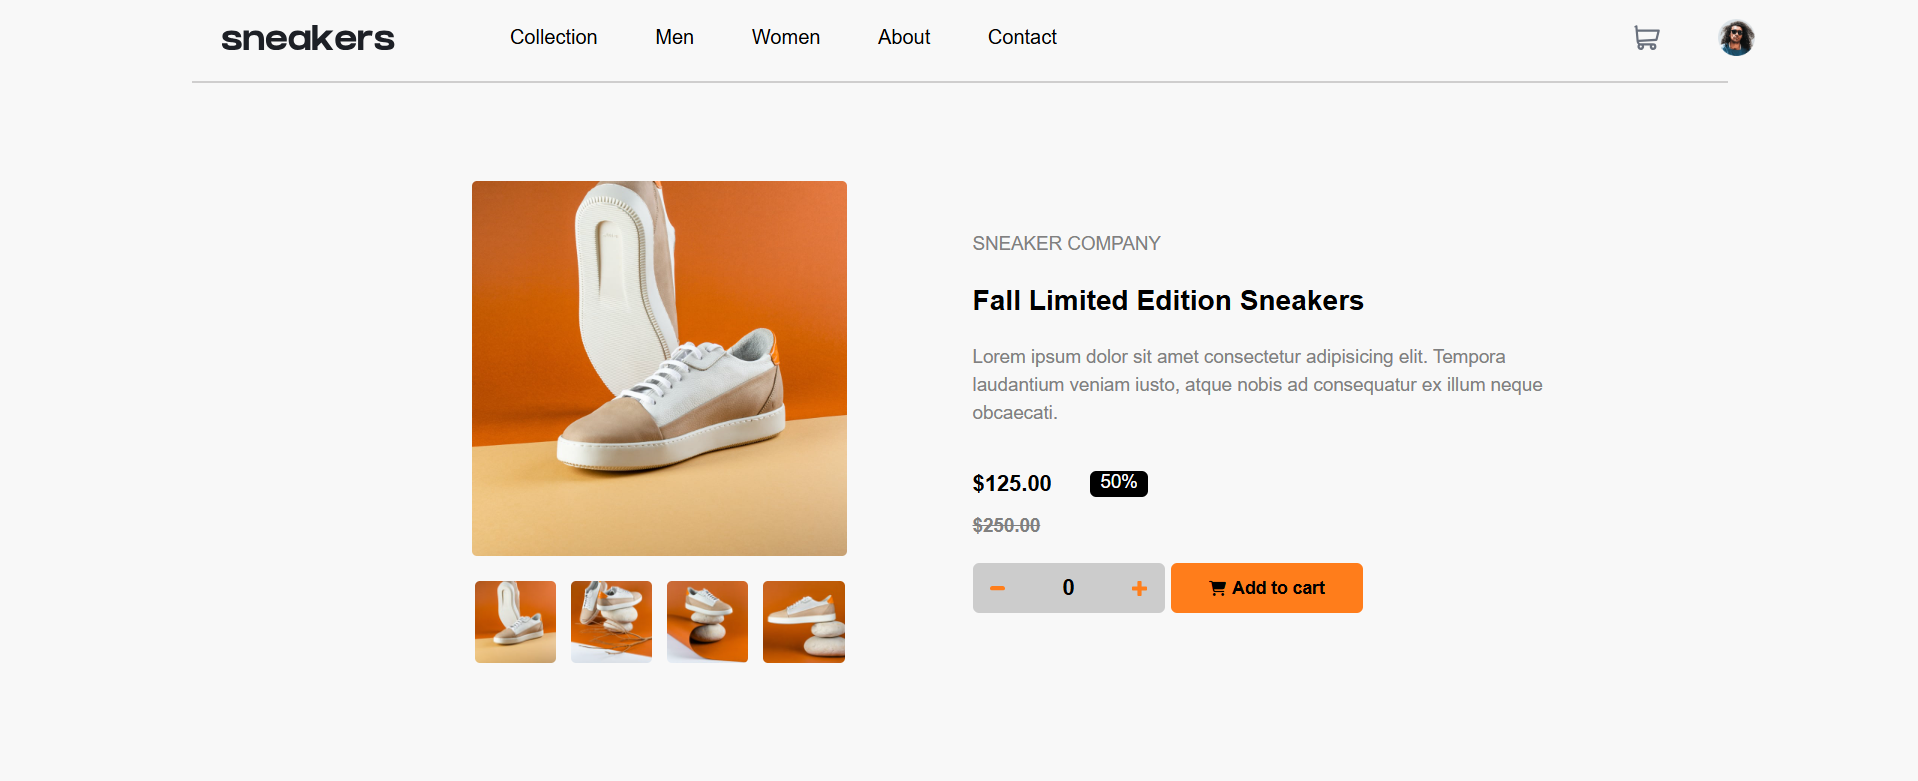 sneakers Collection Men Women About Contact
SNEAKER COMPANY
Fall Limited Edition Sneakers
Lorem ipsum dolor sit amet consectetur adipisicing elit. Tempora
laudantium veniam iusto, atque nobis ad consequatur ex illum neque
obcaecati.
$125.00 50%
$250.00
0 Add to cart